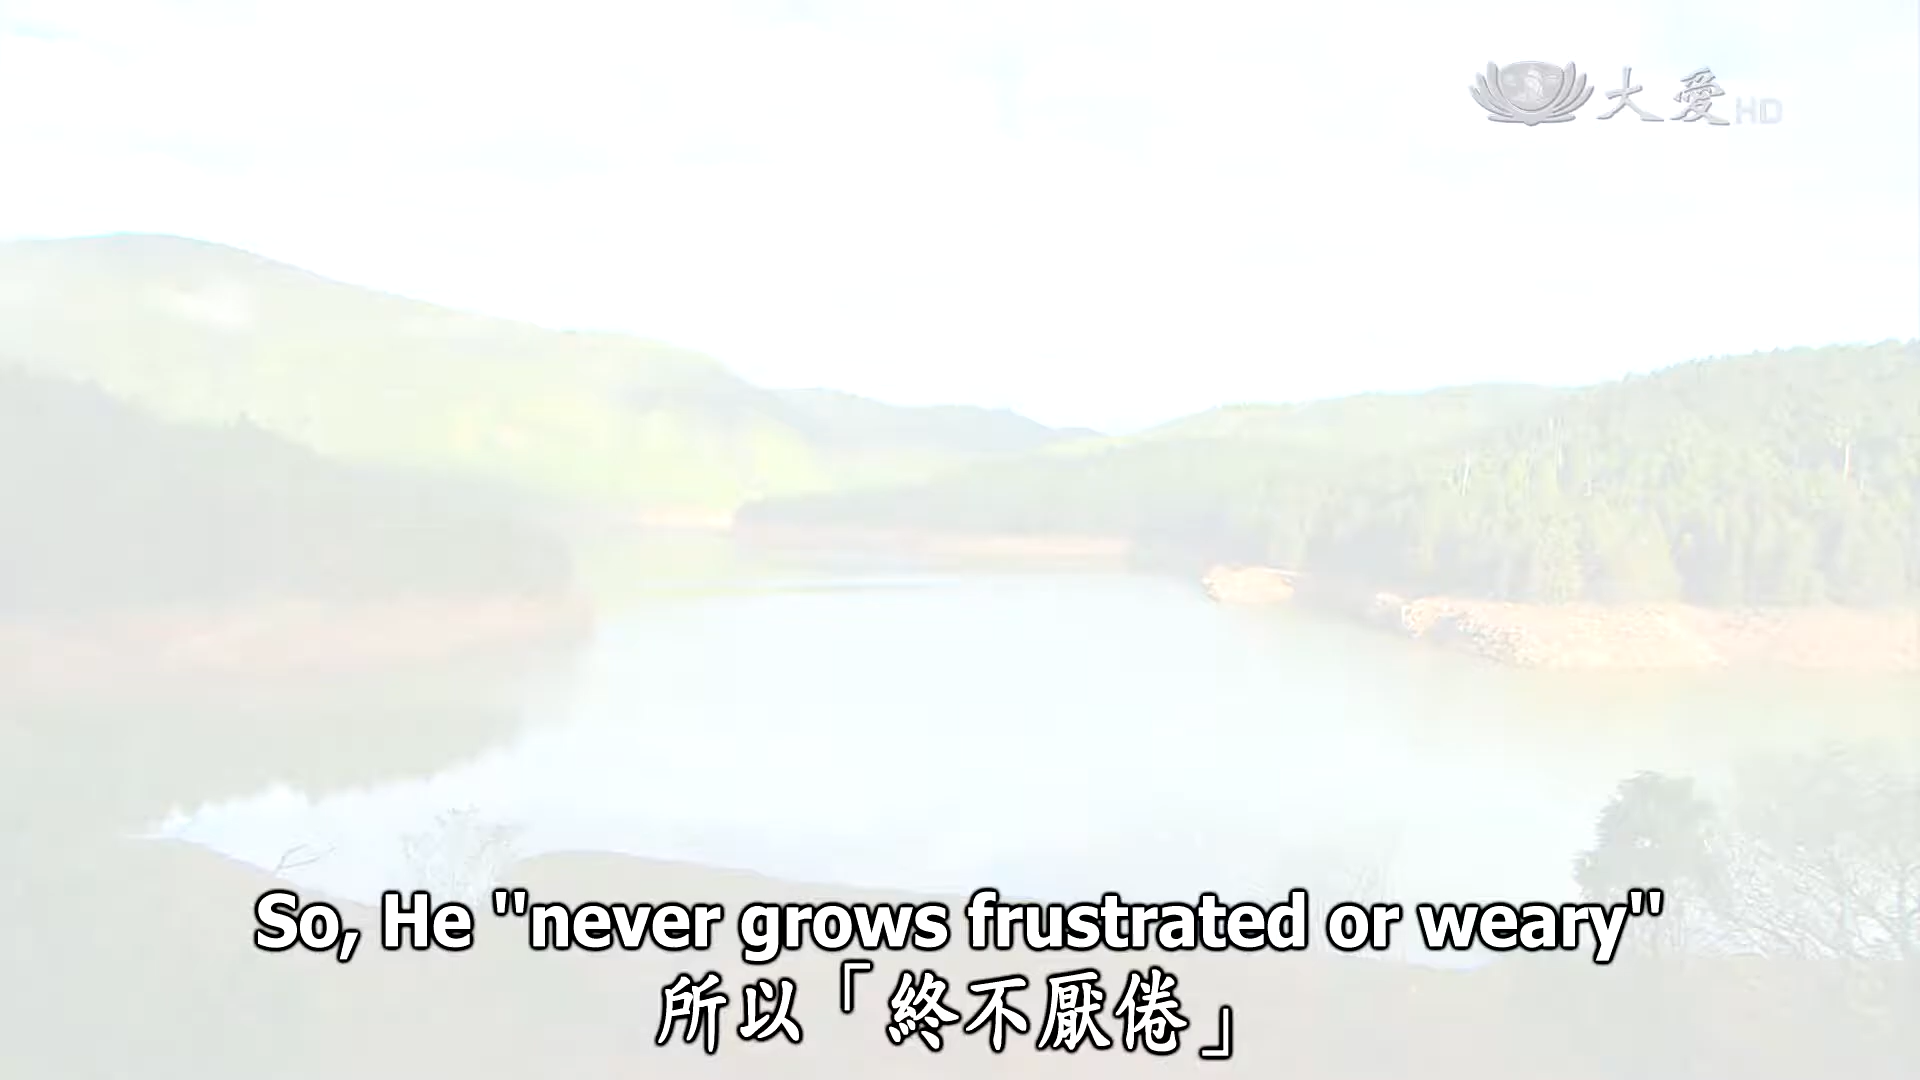 大愛HD
So, He "never grows frustrated or weary"
所以「終不厭倦」